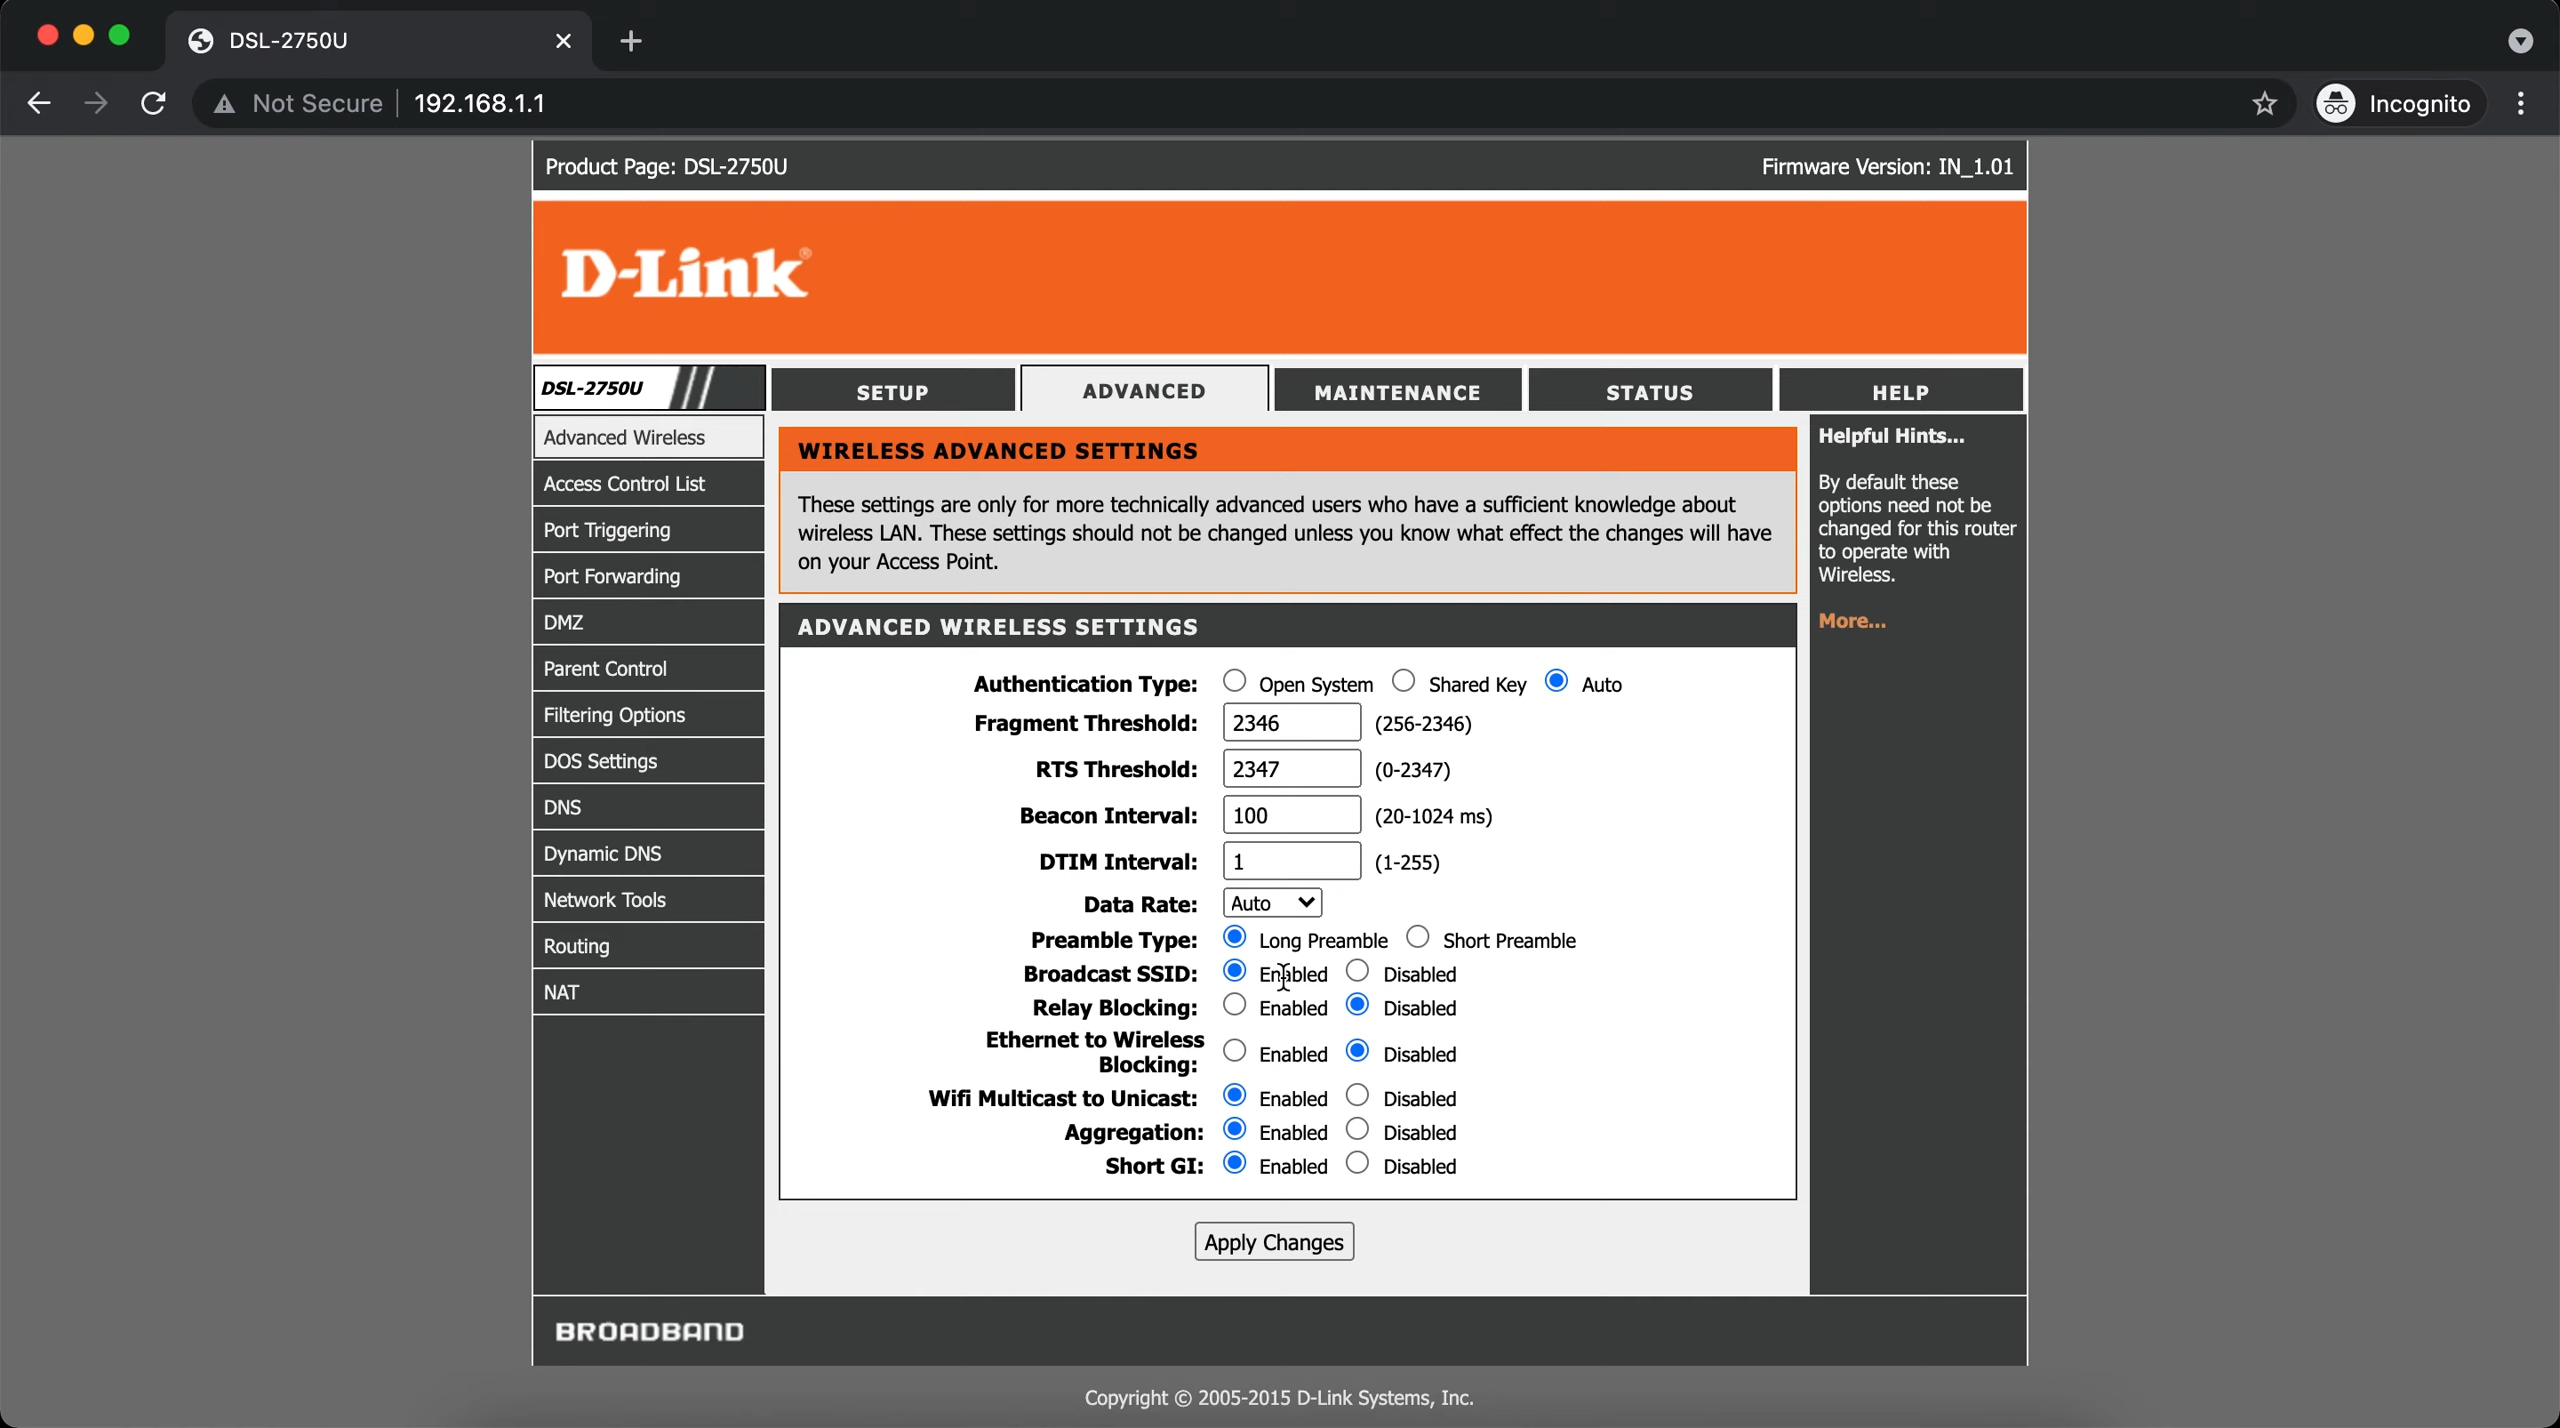 DSL-2750U
Not Secure 192.168.1.1 Incognito
Product Page: DSL-2750U Firmware Version: IN_1.01
D-Link®
DSL-2750U SETUP ADVANCED MAINTENANCE STATUS HELP
Advanced Wireless
Access Control List
Port Triggering
Port Forwarding
DMZ
Parent Control
Filtering Options
DOS Settings
DNS
Dynamic DNS
Network Tools
Routing
NAT
WIRELESS ADVANCED SETTINGS
These settings are only for more technically advanced users who have a sufficient knowledge about
wireless LAN. These settings should not be changed unless you know what effect the changes will have
on your Access Point.
ADVANCED WIRELESS SETTINGS
Authentication Type: Open System Shared Key Auto
Fragment Threshold: 2346 (256-2346)
RTS Threshold: 2347 (0-2347)
Beacon Interval: 100 (20-1024 ms)
DTIM Interval: 1 (1-255)
Data Rate: Auto
Preamble Type: Long Preamble Short Preamble
Broadcast SSID: Enabled Disabled
Relay Blocking: Enabled Disabled
Ethernet to Wireless
Blocking: Enabled Disabled
Wifi Multicast to Unicast: Enabled Disabled
Aggregation: Enabled Disabled
Short GI: Enabled Disabled
Apply Changes
Helpful Hints...
By default these
options need not be
changed for this router
to operate with
Wireless.
More...
BROADBAND
Copyright © 2005-2015 D-Link Systems, Inc.